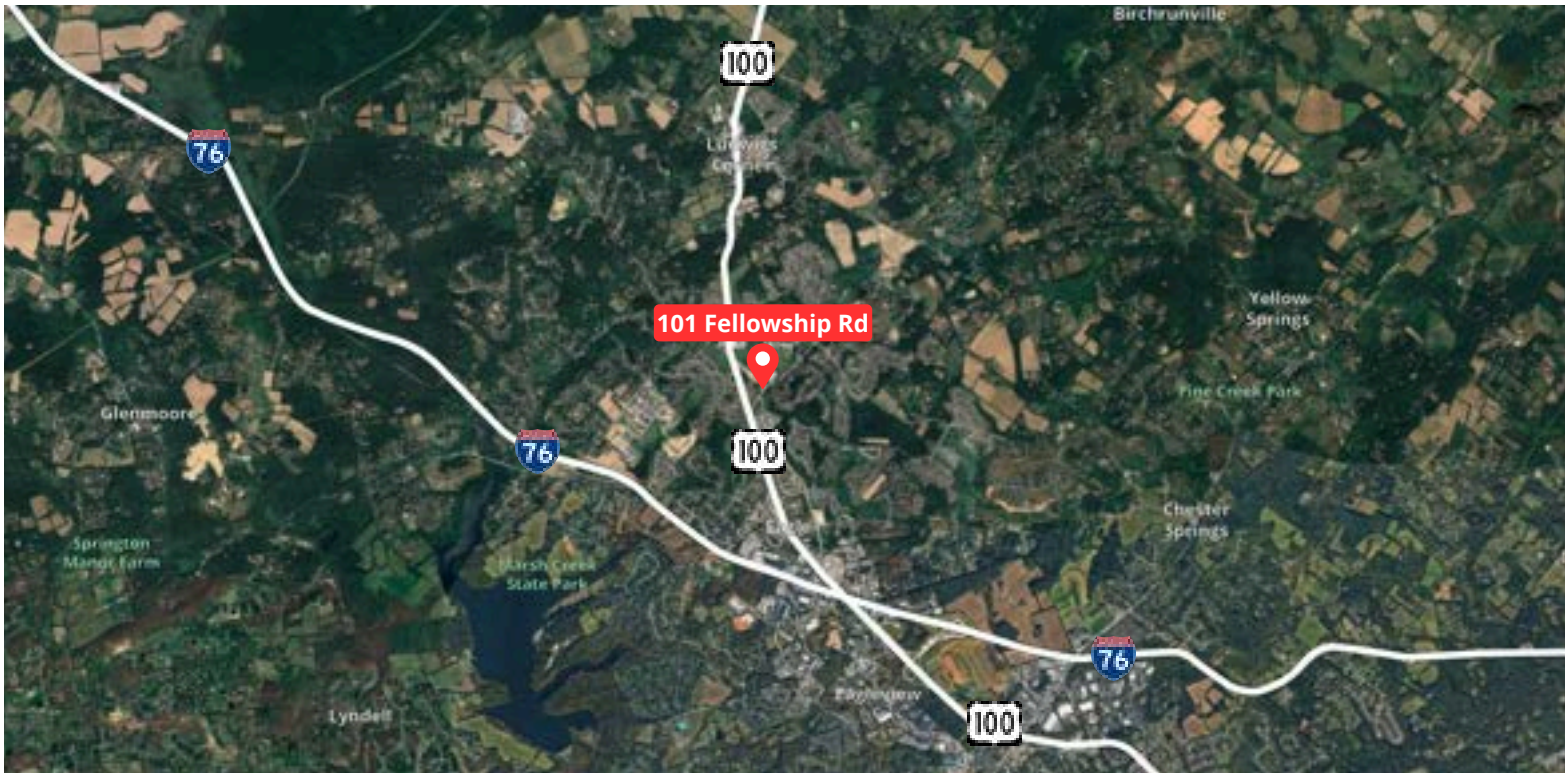 Birchrunville
100
Ludwigs
Corner
76
Yellow
Springs
101 Fellowship Rd
Pine Creek Park
Glenmoore
76
100
Chester
Springs
Springton
Manor Farm
Marsh Creek
State Park
76
Eagleview
Lyndell
100